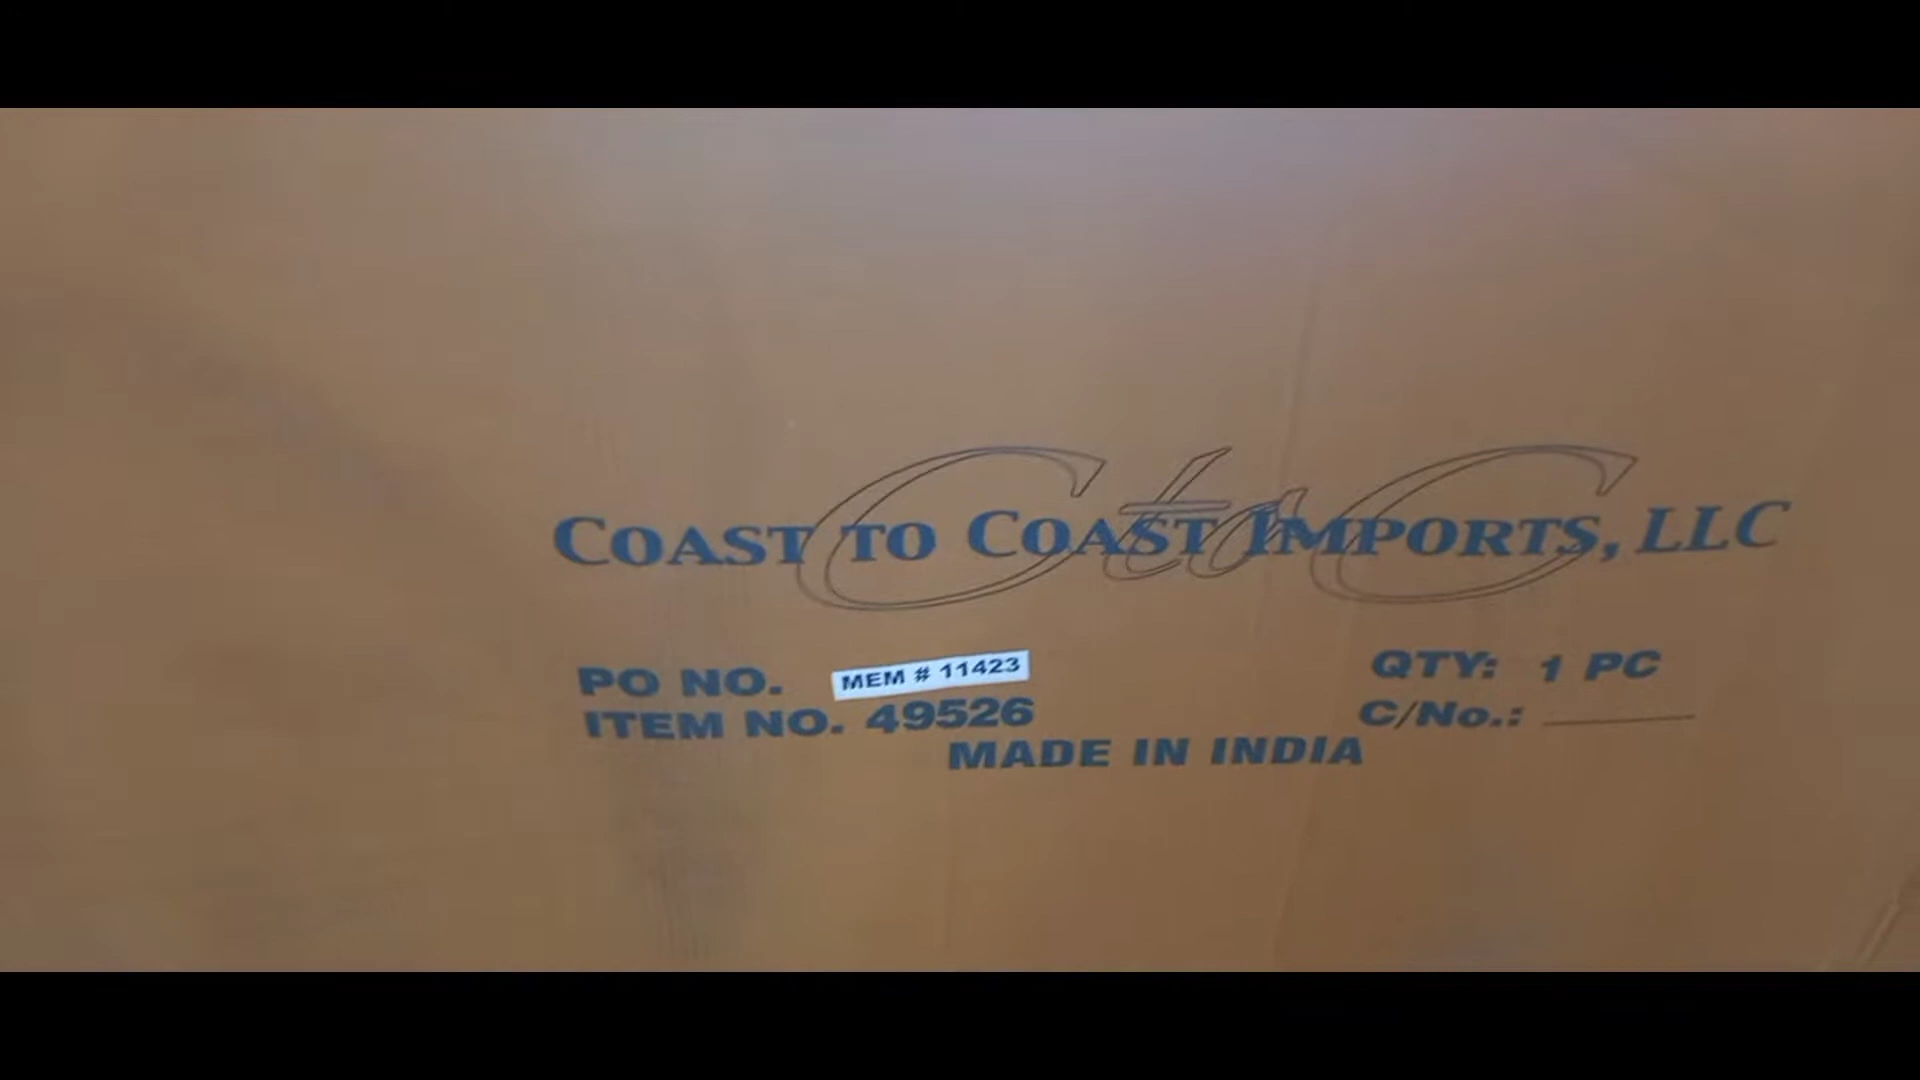 C to C
COAST TO COAST IMPORTS, LLC
PO NO. MEM # 11423
ITEM NO. 49526
MADE IN INDIA
QTY: 1 PC
C/No.: